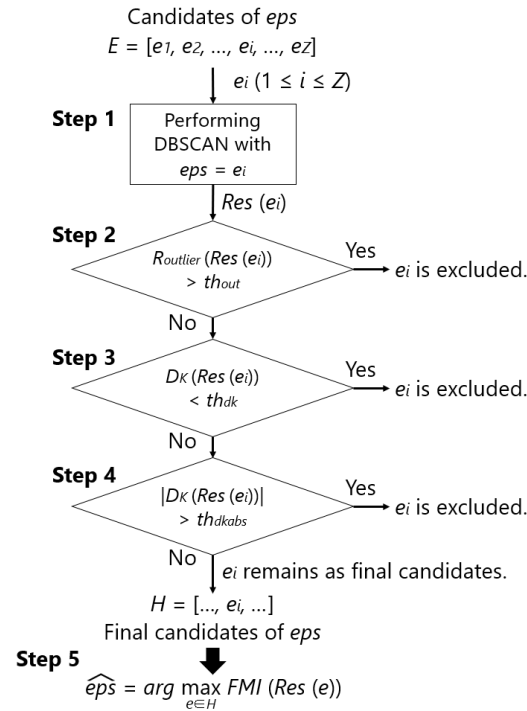 Candidates of eps
E = [e1, e2, ..., ei, ..., eZ]
ei (1 ≤ i ≤ Z)
Step 1
Performing
DBSCAN with
eps = ei
Res (ei)
Step 2
Routlier (Res (ei))
> thout
Yes
ei is excluded.
No
Step 3
DK (Res (ei))
< thdk
Yes
ei is excluded.
No
Step 4
|DK (Res (ei))|
> thdkabs
Yes
ei is excluded.
No
ei remains as final candidates.
H = [..., ei, ...]
Final candidates of eps
Step 5
êps = arg max FMI (Res (e))
e∈H